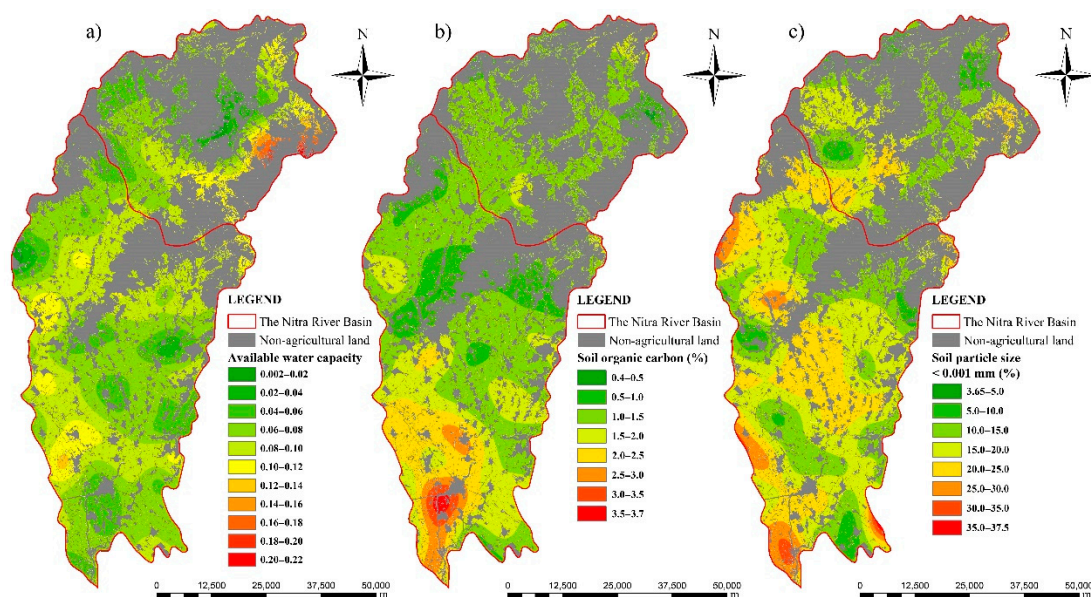 a)
N
LEGEND
The Nitra River Basin
Non-agricultural land
Available water capacity
0.002–0.02
0.02–0.04
0.04–0.06
0.06–0.08
0.08–0.10
0.10–0.12
0.12–0.14
0.14–0.16
0.16–0.18
0.18–0.20
0.20–0.22
0 12,500 25,000 37,500 50,000
m
b)
N
LEGEND
The Nitra River Basin
Non-agricultural land
Soil organic carbon (%)
0.4–0.5
0.5–1.0
1.0–1.5
1.5–2.0
2.0–2.5
2.5–3.0
3.0–3.5
3.5–3.7
0 12,500 25,000 37,500 50,000
m
c)
N
LEGEND
The Nitra River Basin
Non-agricultural land
Soil particle size
< 0.001 mm (%)
3.65–5.0
5.0–10.0
10.0–15.0
15.0–20.0
20.0–25.0
25.0–30.0
30.0–35.0
35.0–37.5
0 12,500 25,000 37,500 50,000
m